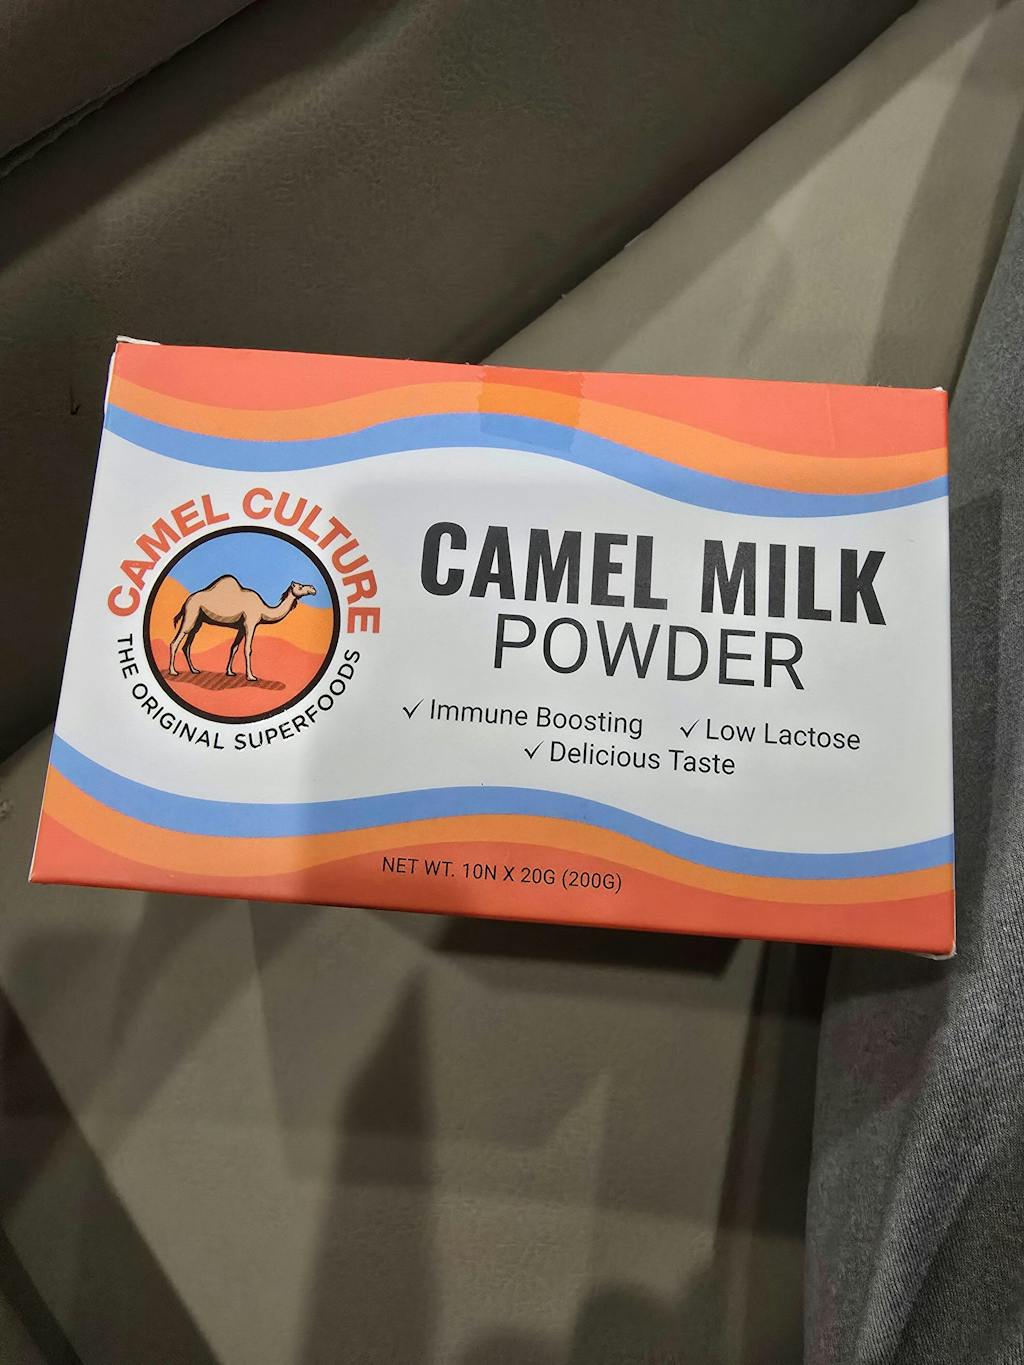 CAMEL CULTURE
THE ORIGINAL SUPERFOODS
CAMEL MILK
POWDER
✓ Immune Boosting ✓ Low Lactose
✓ Delicious Taste
NET WT. 10N X 20G (200G)